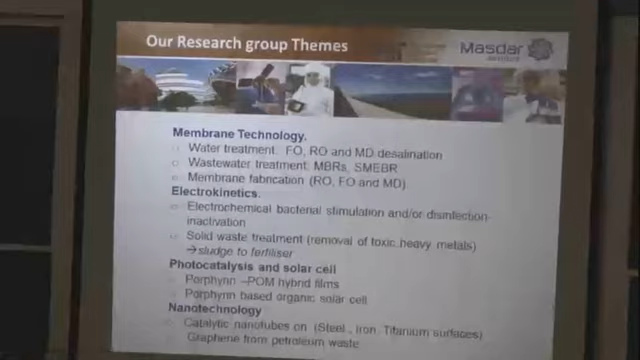 Our Research group Themes
Masdar
Membrane Technology.
Water treatment: FO, RO and MD desalination
Wastewater treatment: MBRs, SMEBR
Membrane fabrication (RO, FO and MD)
Electrokinetics.
Electrochemical bacterial stimulation and/or disinfection-
inactivation
Solid waste treatment (removal of toxic heavy metals)
→sludge to fertiliser
Photocatalysis and solar cell
Porphynn –POM hybrid films
Porphynn based organic solar cell
Nanotechnology
Catalytic nanotubes on (Steel , Iron, Titanium surfaces)
Graphene from petroleum waste